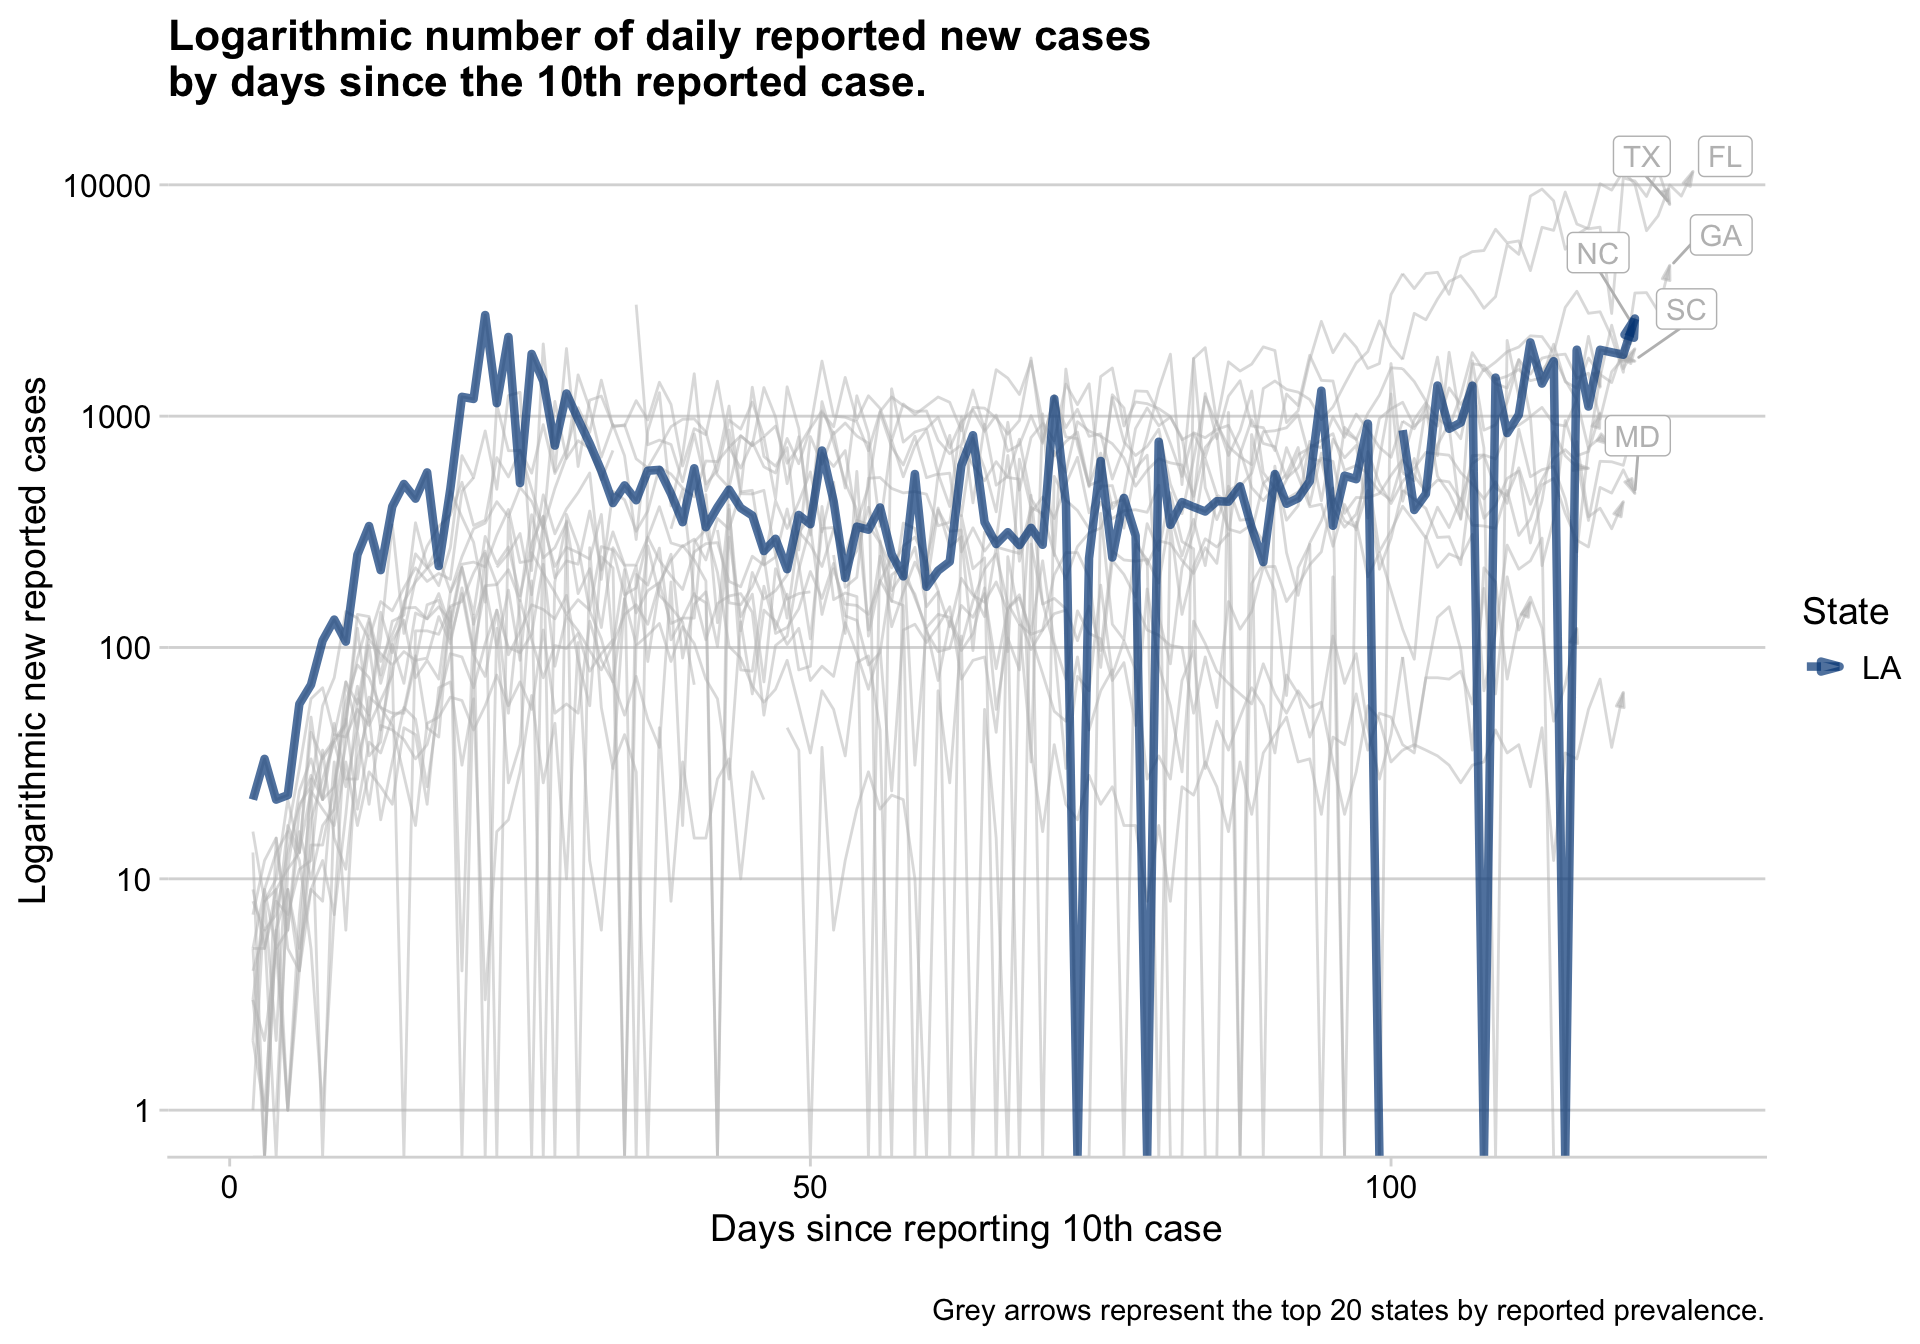 Logarithmic number of daily reported new cases
by days since the 10th reported case.
TX
FL
GA
NC
SC
MD
10000
1000
100
10
1
Logarithmic new reported cases
0
50
100
Days since reporting 10th case
State
LA
Grey arrows represent the top 20 states by reported prevalence.